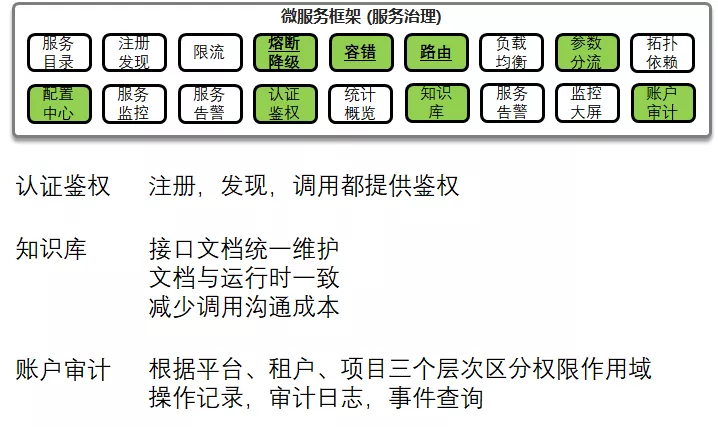 微服务框架 (服务治理)
服务目录 注册发现 限流 熔断降级 容错 路由 负载均衡 参数分流 拓扑依赖
配置中心 服务监控 服务告警 认证鉴权 统计概览 知识库 服务告警 监控大屏 账户审计
认证鉴权 注册，发现，调用都提供鉴权
知识库 接口文档统一维护
文档与运行时一致
减少调用沟通成本
账户审计 根据平台、租户、项目三个层次区分权限作用域
操作记录，审计日志，事件查询